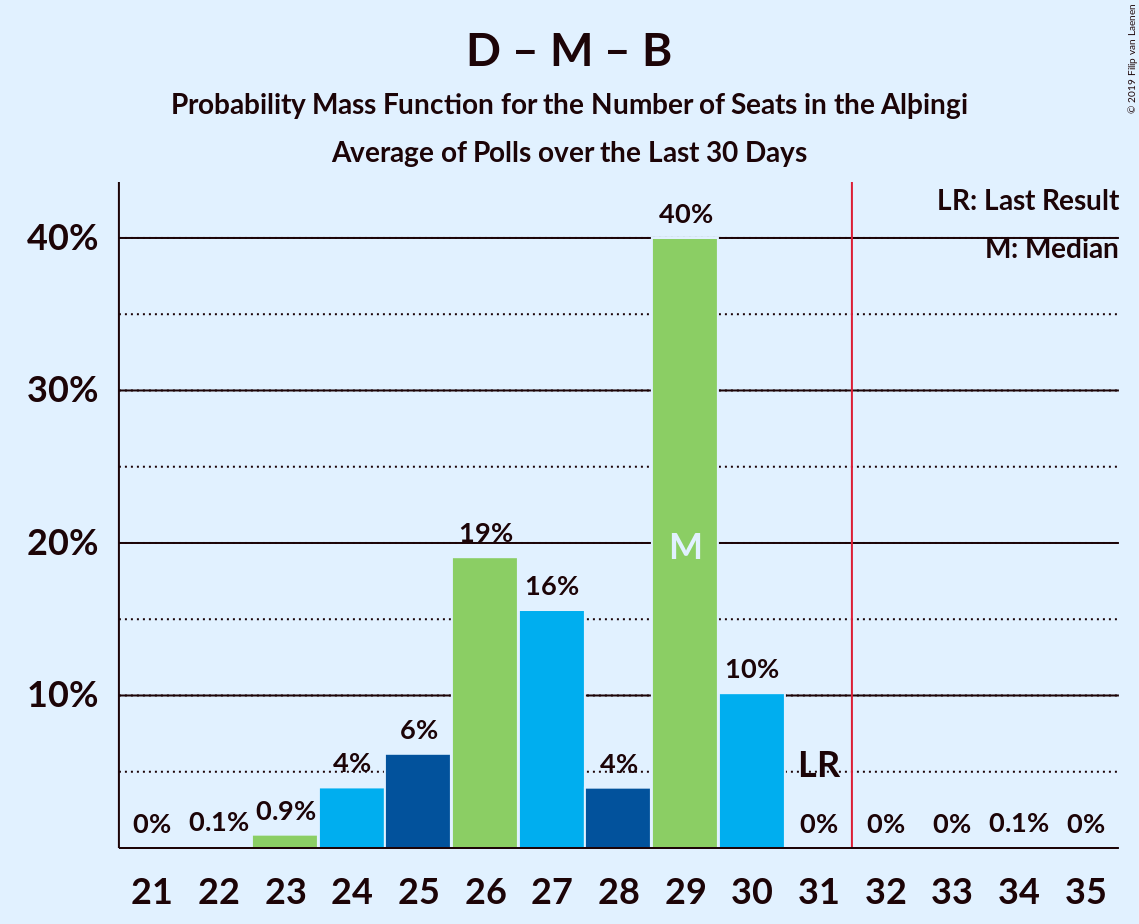 D – M – B
Probability Mass Function for the Number of Seats in the Alþingi
Average of Polls over the Last 30 Days
© 2019 Filip van Laenen
LR: Last Result
M: Median
40%
30%
20%
10%
0%
0.1%
0.9%
4%
6%
19%
16%
4%
40%
M
10%
LR
0%
0%
0%
0.1%
0%
21 22 23 24 25 26 27 28 29 30 31 32 33 34 35